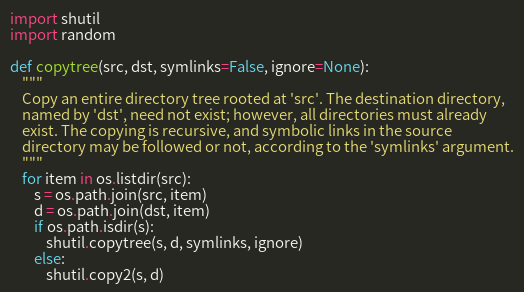 import shutil
import random

def copytree(src, dst, symlinks=False, ignore=None):
    """
    Copy an entire directory tree rooted at 'src'. The destination directory,
    named by 'dst', need not exist; however, all directories must already
    exist. The copying is recursive, and symbolic links in the source
    directory may be followed or not, according to the 'symlinks' argument.
    """
    for item in os.listdir(src):
        s = os.path.join(src, item)
        d = os.path.join(dst, item)
        if os.path.isdir(s):
            shutil.copytree(s, d, symlinks, ignore)
        else:
            shutil.copy2(s, d)